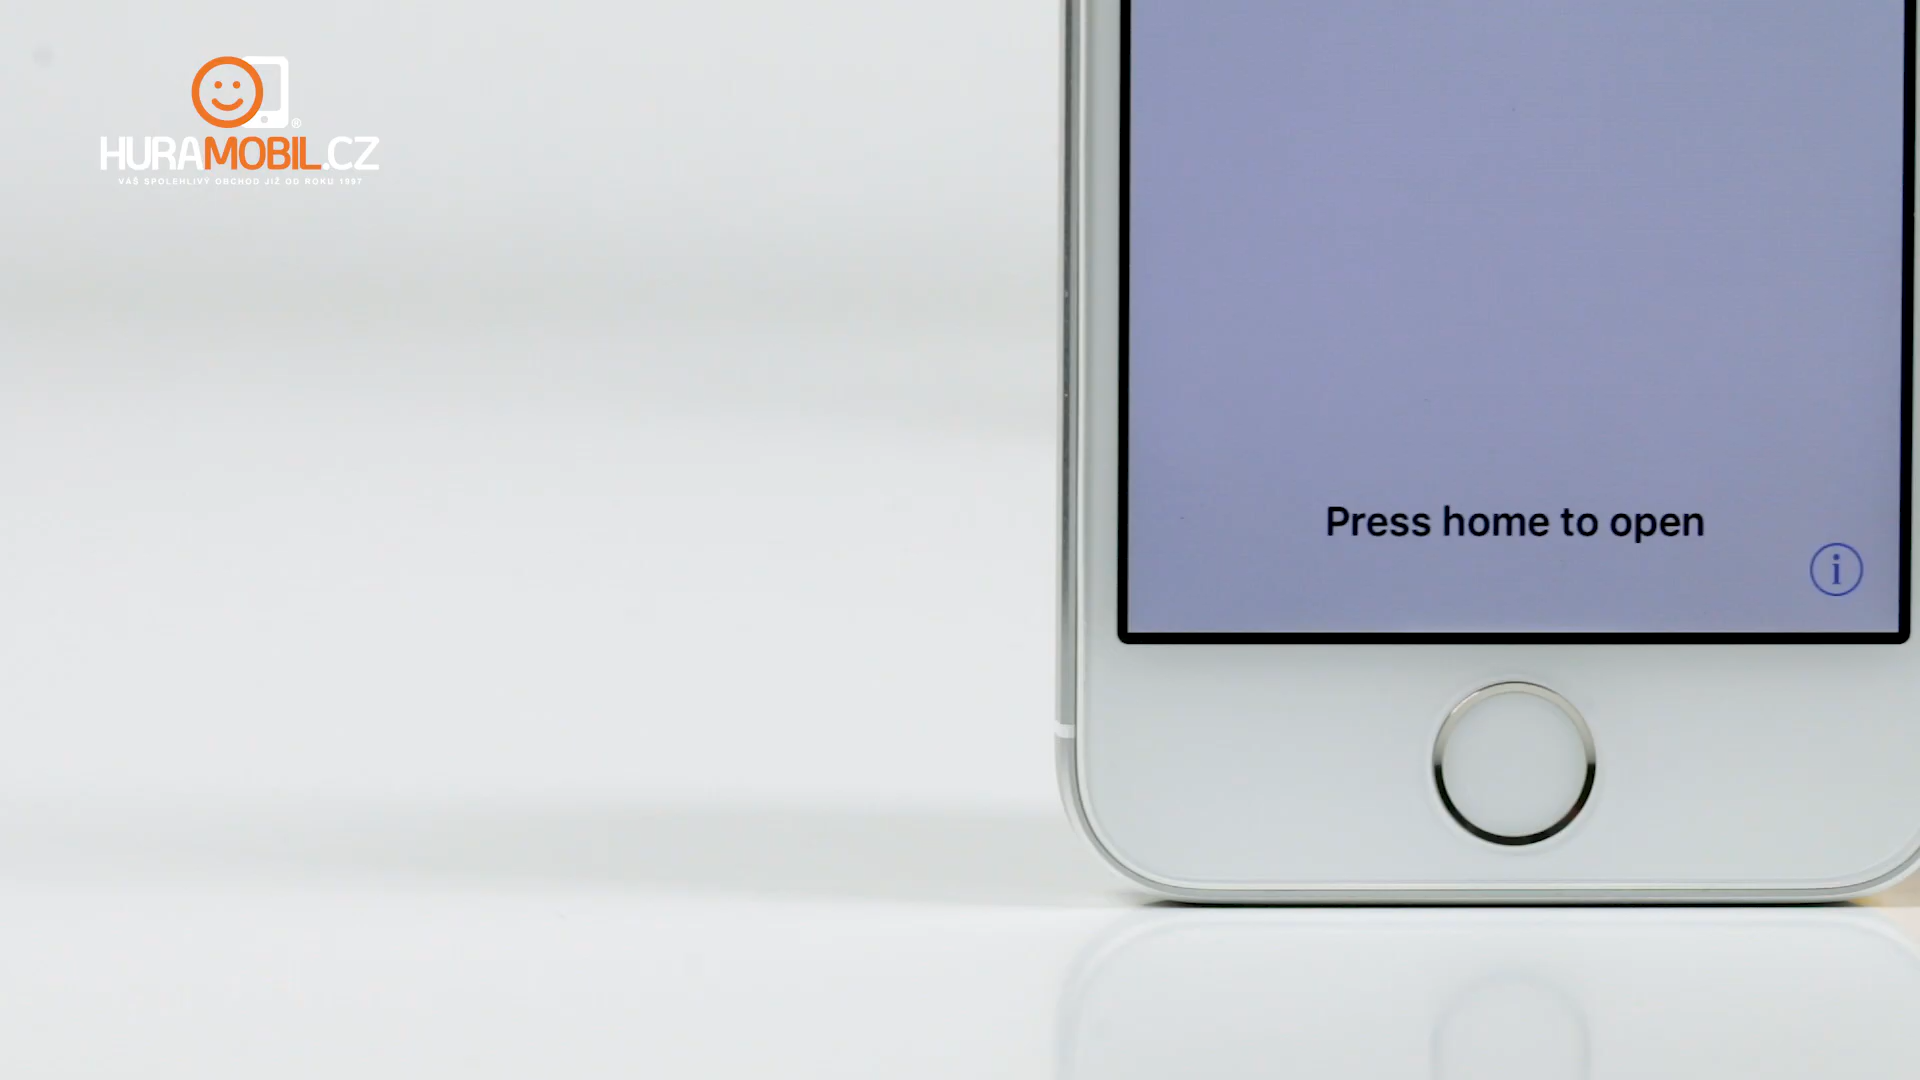 HURAMOBIL.CZ
VÁŠ SPOLEHLIVÝ OBCHOD JIŽ OD ROKU 1997
Press home to open
i